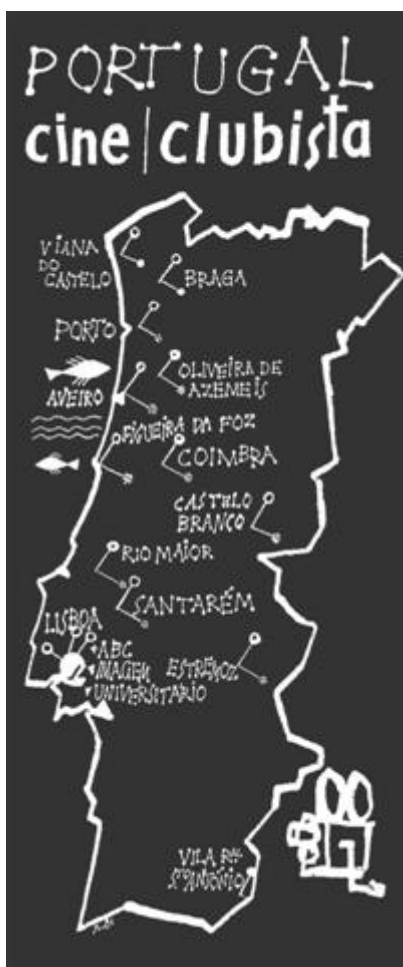 PORTUGAL
cine|clubista
VIANA
DO
CASTELO
BRAGA
PORTO
OLIVEIRA DE
AZEMEIS
AVEIRO
FIGUEIRA DA FOZ
COIMBRA
CASTELO
BRANCO
RIO MAIOR
SANTARÉM
LISBOA
ABC
IMAGEM
UNIVERSITARIO
ESTREMOZ
VILA RAL
STO ANTÓNIO